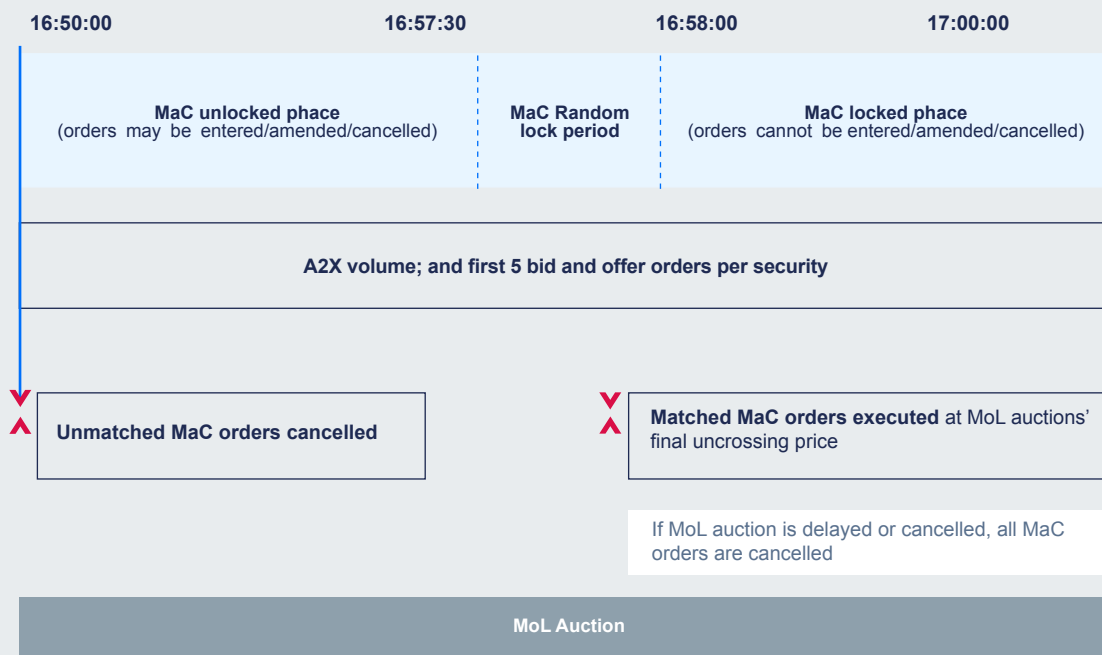 16:50:00 16:57:30 16:58:00 17:00:00
MaC unlocked phace
(orders may be entered/amended/cancelled)
MaC Random
lock period
MaC locked phace
(orders cannot be entered/amended/cancelled)
A2X volume; and first 5 bid and offer orders per security
Unmatched MaC orders cancelled
Matched MaC orders executed at MoL auctions’
final uncrossing price
If MoL auction is delayed or cancelled, all MaC
orders are cancelled
MoL Auction